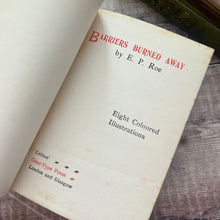 BARRIERS BURNED AWAY
by E. P. Roe
Eight Coloured
Illustrations
Collins'
Clear-Type Press
London and Glasgow